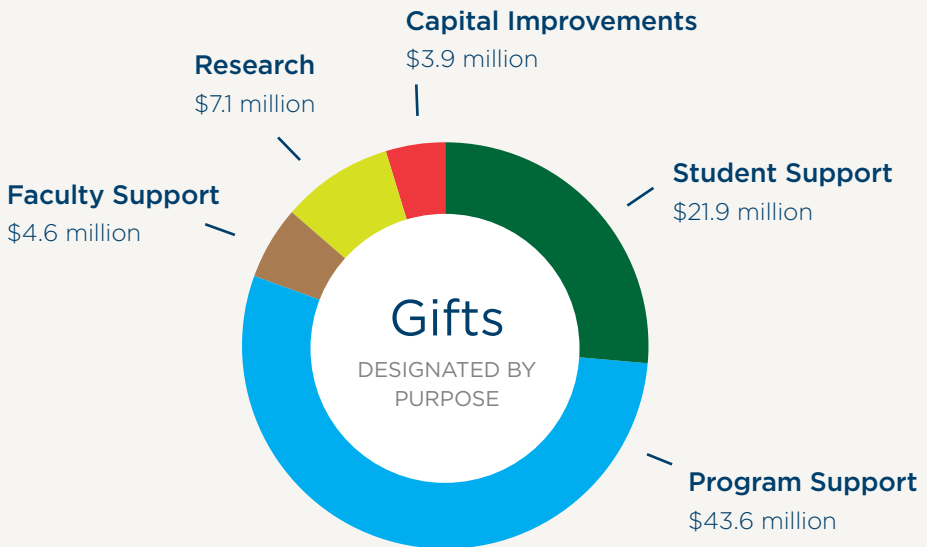 Capital Improvements
$3.9 million
Research
$7.1 million
Student Support
$21.9 million
Faculty Support
$4.6 million
Gifts
DESIGNATED BY
PURPOSE
Program Support
$43.6 million